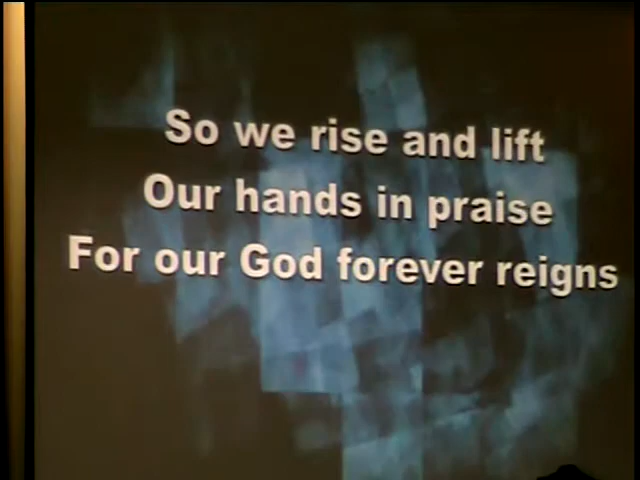 So we rise and lift
Our hands in praise
For our God forever reigns